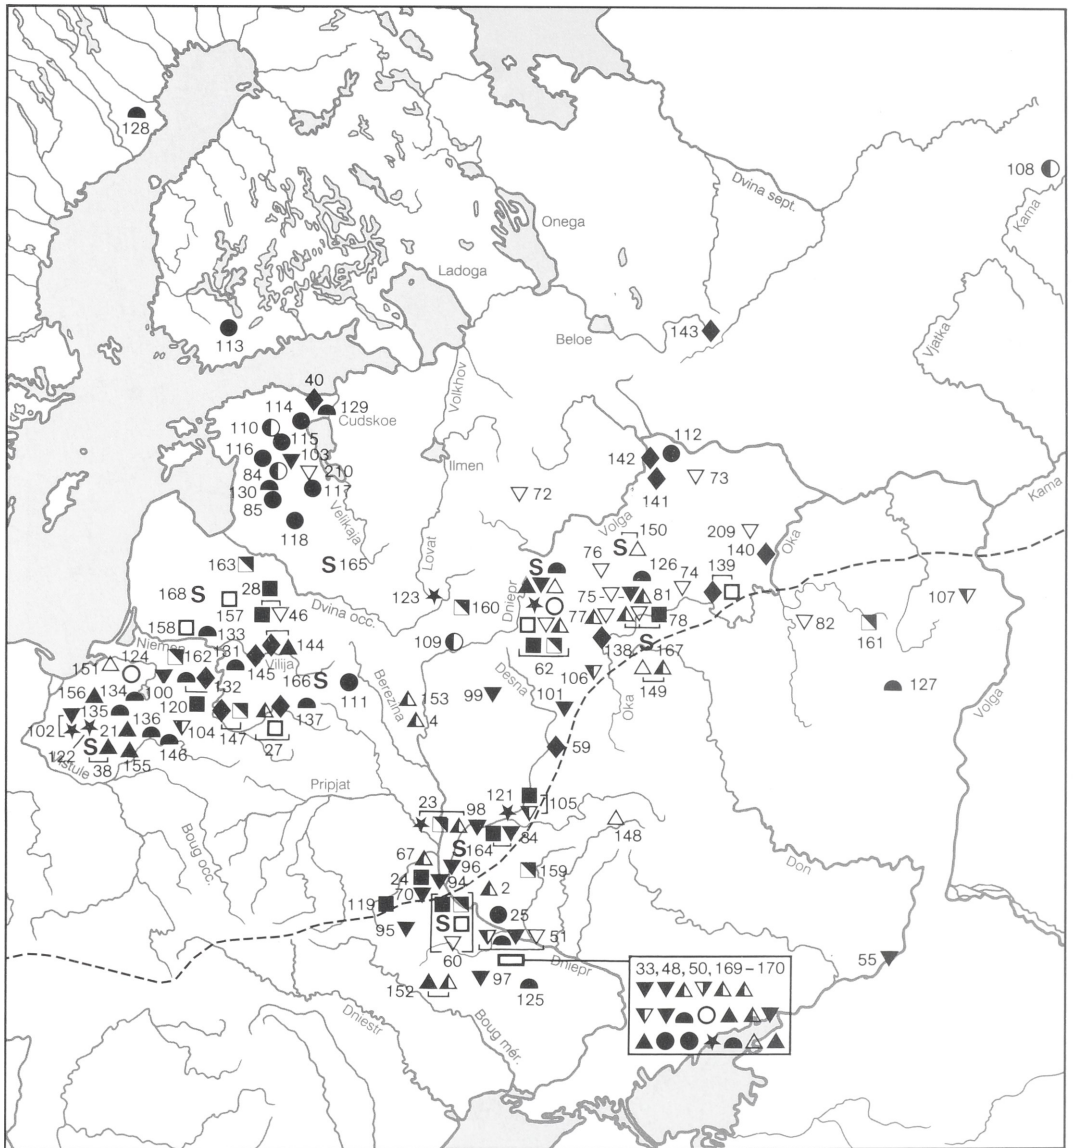 128
108
Dvina sept.
Kama
Onega
Ladoga
143
Vjatka
113
Beloe
40
Volkhov
114
129
Cudskoe
110
115
112
116
103
142
84
210
Ilmen
73
130
117
141
Kama
85
72
Velikaja
118
Volga
209
150
Oka
163
S 165
Lovat
S
76
140
S
126
139
168 S
28
123
Dniepr
74
107
157
160
75
81
46
Dvina occ.
77
78
82
158
133
109
161
Niemen
144
62
138
S
124
162
131
Vilija
167
151
145
106
149
Desna
127
156
134
100
132
166 S
111
Berezina
153
99
101
Oka
Volga
135
120
137
4
102
136
104
147
21
27
59
122
S
146
Vistule
38
155
Pripjat
121
105
23
98
148
S
164
84
Boug occ.
67
96
Don
159
24
94
2
70
119
25
S
95
51
60
55
Dniepr
33, 48, 50, 169-170
97
152
125
Dniestr
Boug mér.